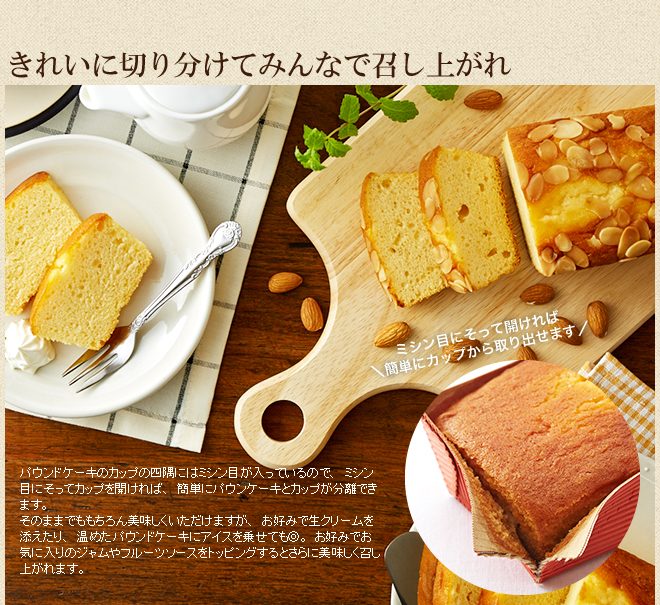 きれいに切り分けてみんなで召し上がれ
ミシン目にそって開ければ
＼簡単にカップから取り出せます／
パウンドケーキのカップの四隅にはミシン目が入っているので、ミシン
目にそってカップを開ければ、簡単にパウンケーキとカップが分離でき
ます。
そのままでももちろん美味しくいただけますが、お好みで生クリームを
添えたり、温めたパウンドケーキにアイスを乗せても◎。お好みでお
気に入りのジャムやフルーツソースをトッピングするとさらに美味しく召し
上がれます。